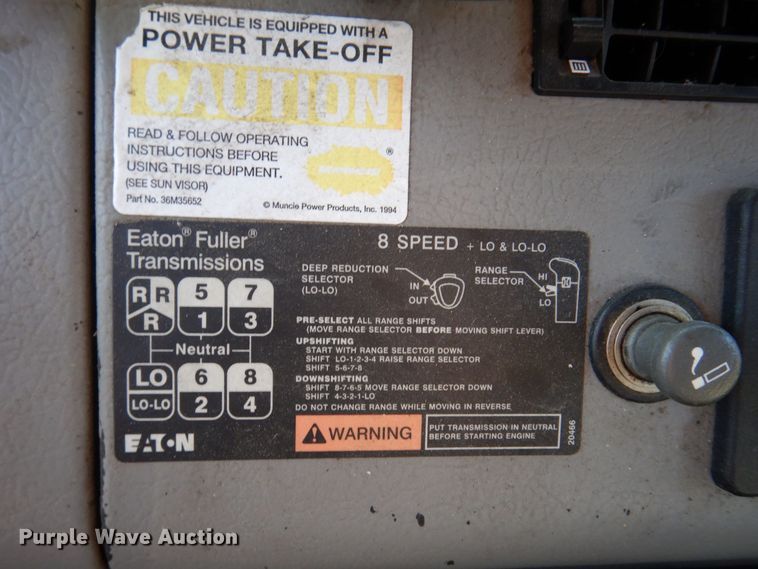 THIS VEHICLE IS EQUIPPED WITH A
POWER TAKE-OFF
CAUTION
READ & FOLLOW OPERATING
INSTRUCTIONS BEFORE
USING THIS EQUIPMENT.
(SEE SUN VISOR)
Part No. 36M35652
®
© Muncie Power Products, Inc. 1994
Eaton® Fuller®
Transmissions
8 SPEED + LO & LO-LO
R R 5 7
R 1 3
Neutral
LO 6 8
LO-LO 2 4
EATON
DEEP REDUCTION
SELECTOR
(LO-LO)
IN
OUT
RANGE
SELECTOR
HI
LO
PRE-SELECT ALL RANGE SHIFTS
(MOVE RANGE SELECTOR BEFORE MOVING SHIFT LEVER)
UPSHIFTING
START WITH RANGE SELECTOR DOWN
SHIFT LO-1-2-3-4 RAISE RANGE SELECTOR
SHIFT 5-6-7-8
DOWNSHIFTING
SHIFT 8-7-6-5 MOVE RANGE SELECTOR DOWN
SHIFT 4-3-2-1-LO
DO NOT CHANGE RANGE WHILE MOVING IN REVERSE
WARNING
PUT TRANSMISSION IN NEUTRAL
BEFORE STARTING ENGINE
20466
Purple Wave Auction